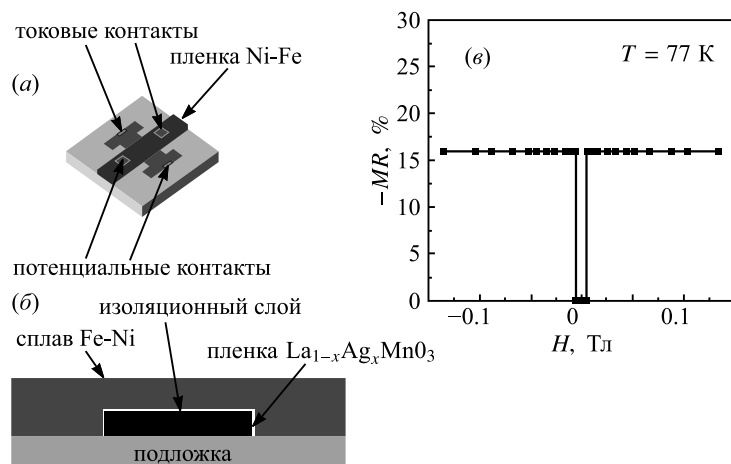 токовые контакты
пленка Ni-Fe
(а)
потенциальные контакты
(б)
изоляционный слой
сплав Fe-Ni
пленка La₁₋ₓAgₓMn0₃
подложка
(в)
T = 77 К
30
25
20
15
10
5
0
−MR, %
−0.1 0 0.1
H, Тл